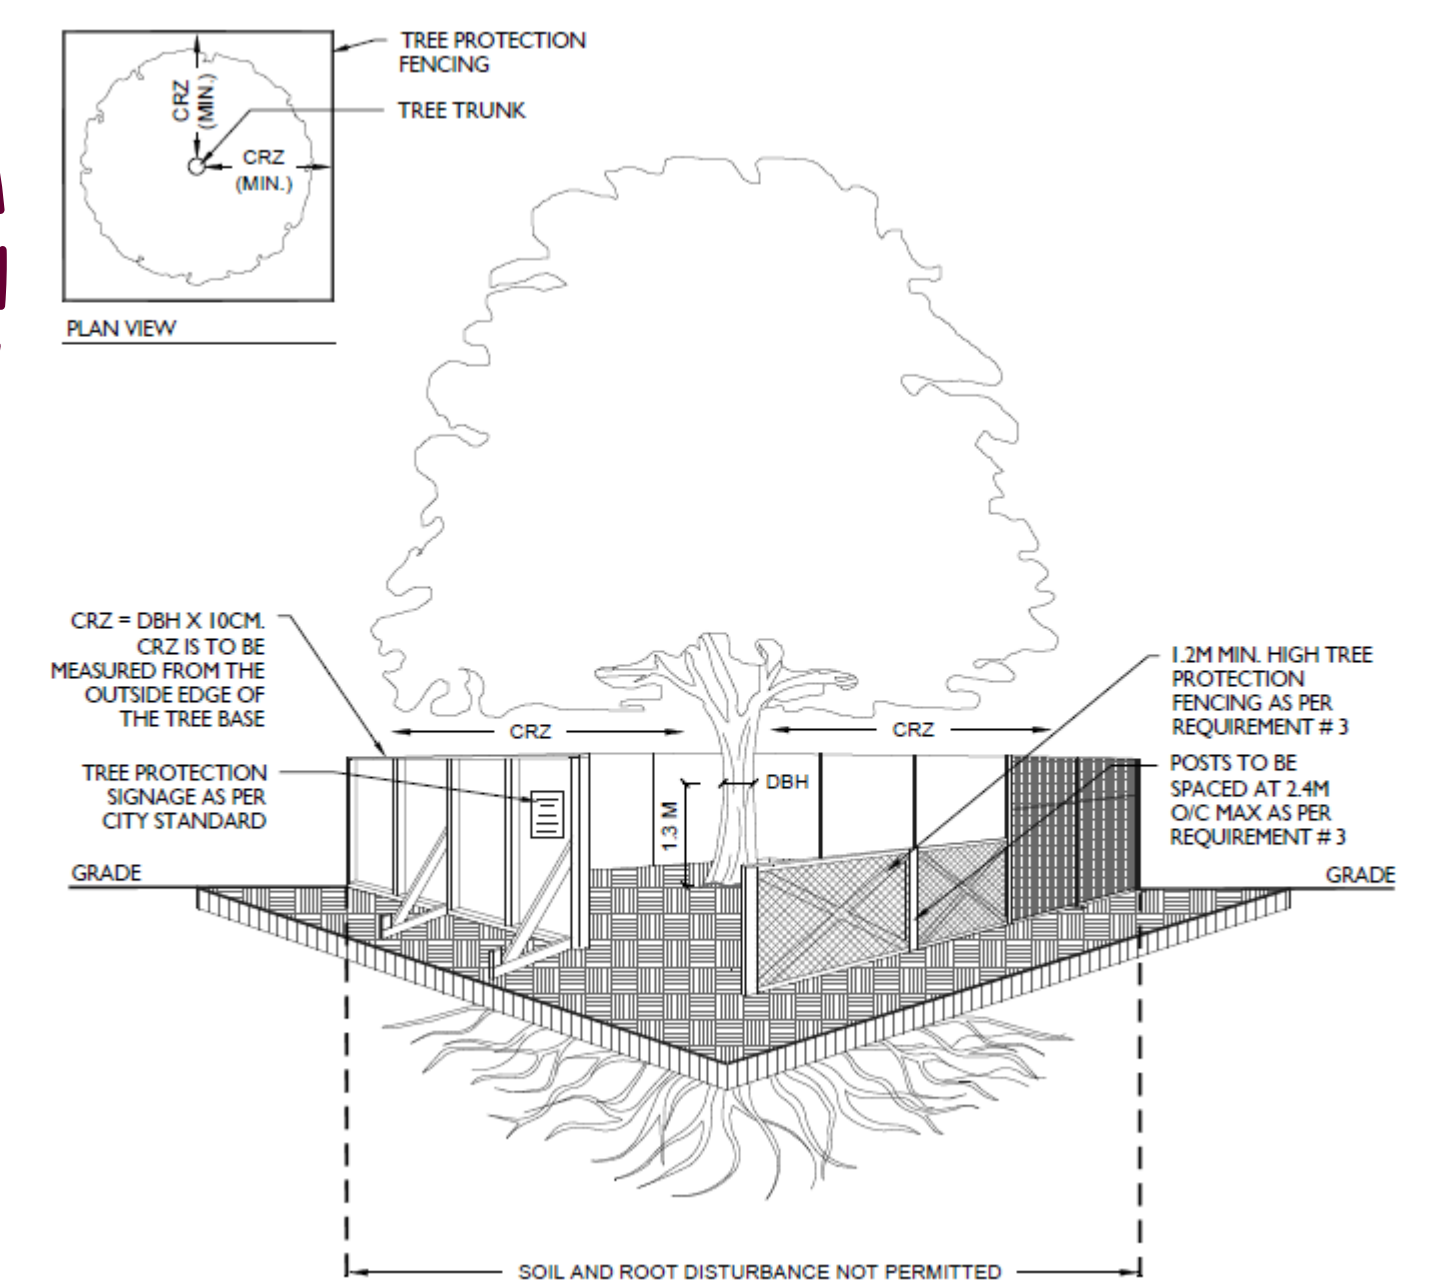 TREE PROTECTION
FENCING
TREE TRUNK
CRZ
(MIN.)
CRZ
(MIN.)
PLAN VIEW
CRZ = DBH X 10CM.
CRZ IS TO BE
MEASURED FROM THE
OUTSIDE EDGE OF
THE TREE BASE
TREE PROTECTION
SIGNAGE AS PER
CITY STANDARD
GRADE
CRZ
CRZ
DBH
1.3 M
1.2M MIN. HIGH TREE
PROTECTION
FENCING AS PER
REQUIREMENT # 3
POSTS TO BE
SPACED AT 2.4M
O/C MAX AS PER
REQUIREMENT # 3
GRADE
SOIL AND ROOT DISTURBANCE NOT PERMITTED